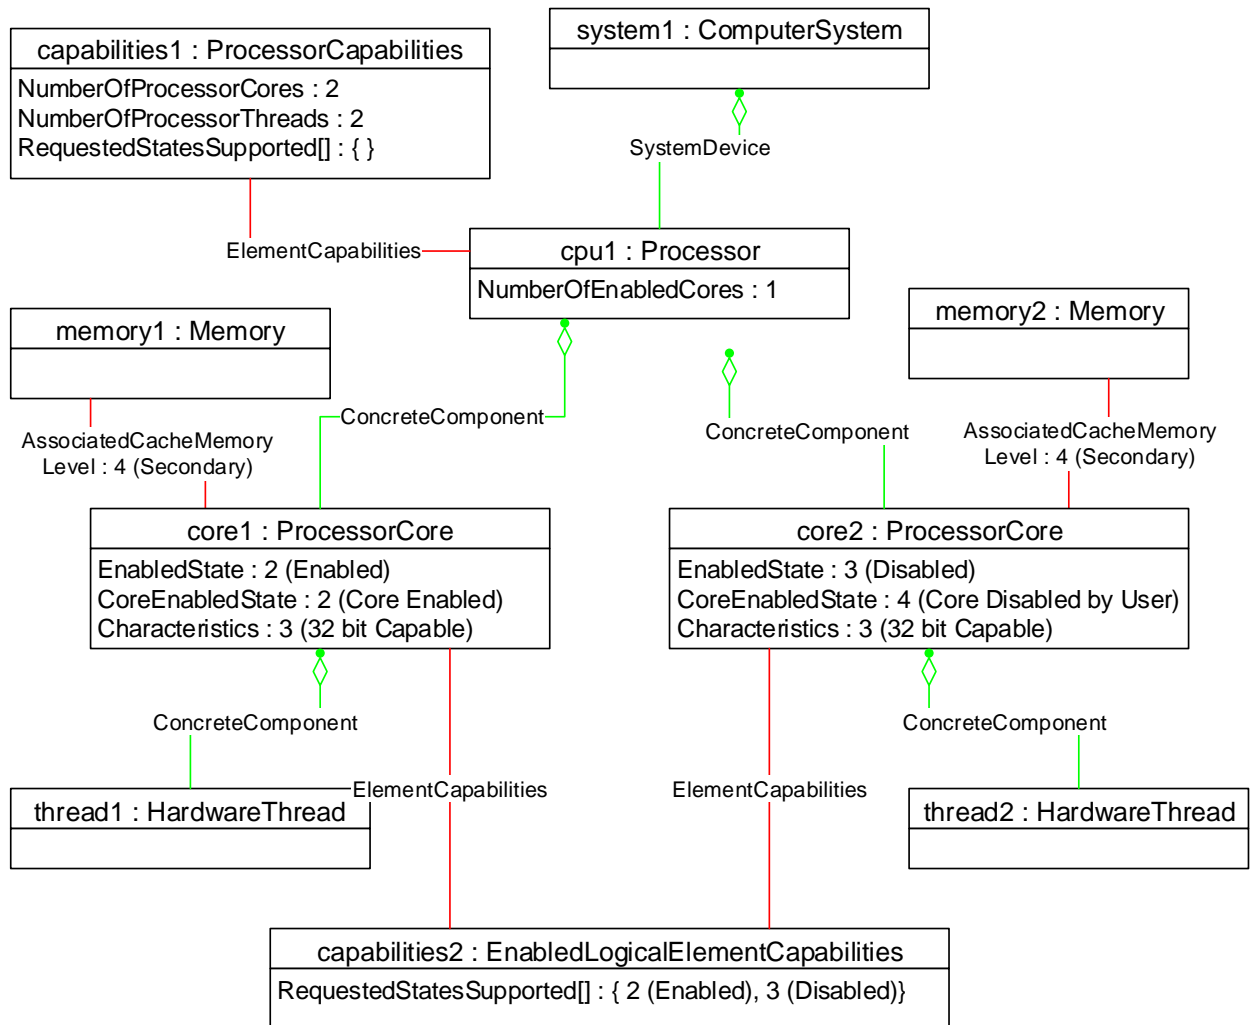 system1 : ComputerSystem
capabilities1 : ProcessorCapabilities
NumberOfProcessorCores : 2
NumberOfProcessorThreads : 2
RequestedStatesSupported[] : { }
SystemDevice
ElementCapabilities
cpu1 : Processor
NumberOfEnabledCores : 1
memory1 : Memory
memory2 : Memory
ConcreteComponent
ConcreteComponent
AssociatedCacheMemory
Level : 4 (Secondary)
AssociatedCacheMemory
Level : 4 (Secondary)
core1 : ProcessorCore
EnabledState : 2 (Enabled)
CoreEnabledState : 2 (Core Enabled)
Characteristics : 3 (32 bit Capable)
core2 : ProcessorCore
EnabledState : 3 (Disabled)
CoreEnabledState : 4 (Core Disabled by User)
Characteristics : 3 (32 bit Capable)
ConcreteComponent
ConcreteComponent
ElementCapabilities
ElementCapabilities
thread1 : HardwareThread
thread2 : HardwareThread
capabilities2 : EnabledLogicalElementCapabilities
RequestedStatesSupported[] : { 2 (Enabled), 3 (Disabled)}